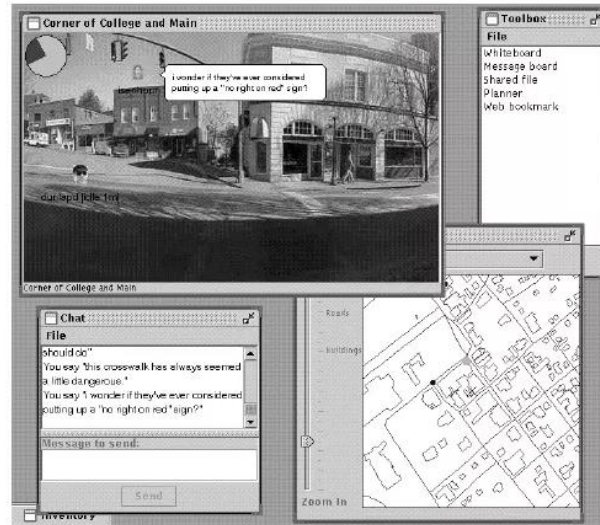 Corner of College and Main
i wonder if they've ever considered
putting up a "no right on red" sign?
Corner of College and Main
Toolbox
File
Whiteboard
Message board
Shared file
Planner
Web bookmark
Roads
buildings
Zoom In
Chat
File
should do"
You say "this crosswalk has always seemed
a little dangerous."
You say "i wonder if they've ever considered
putting up a "no right on red" sign?"
Message to send:
Send
Inventory